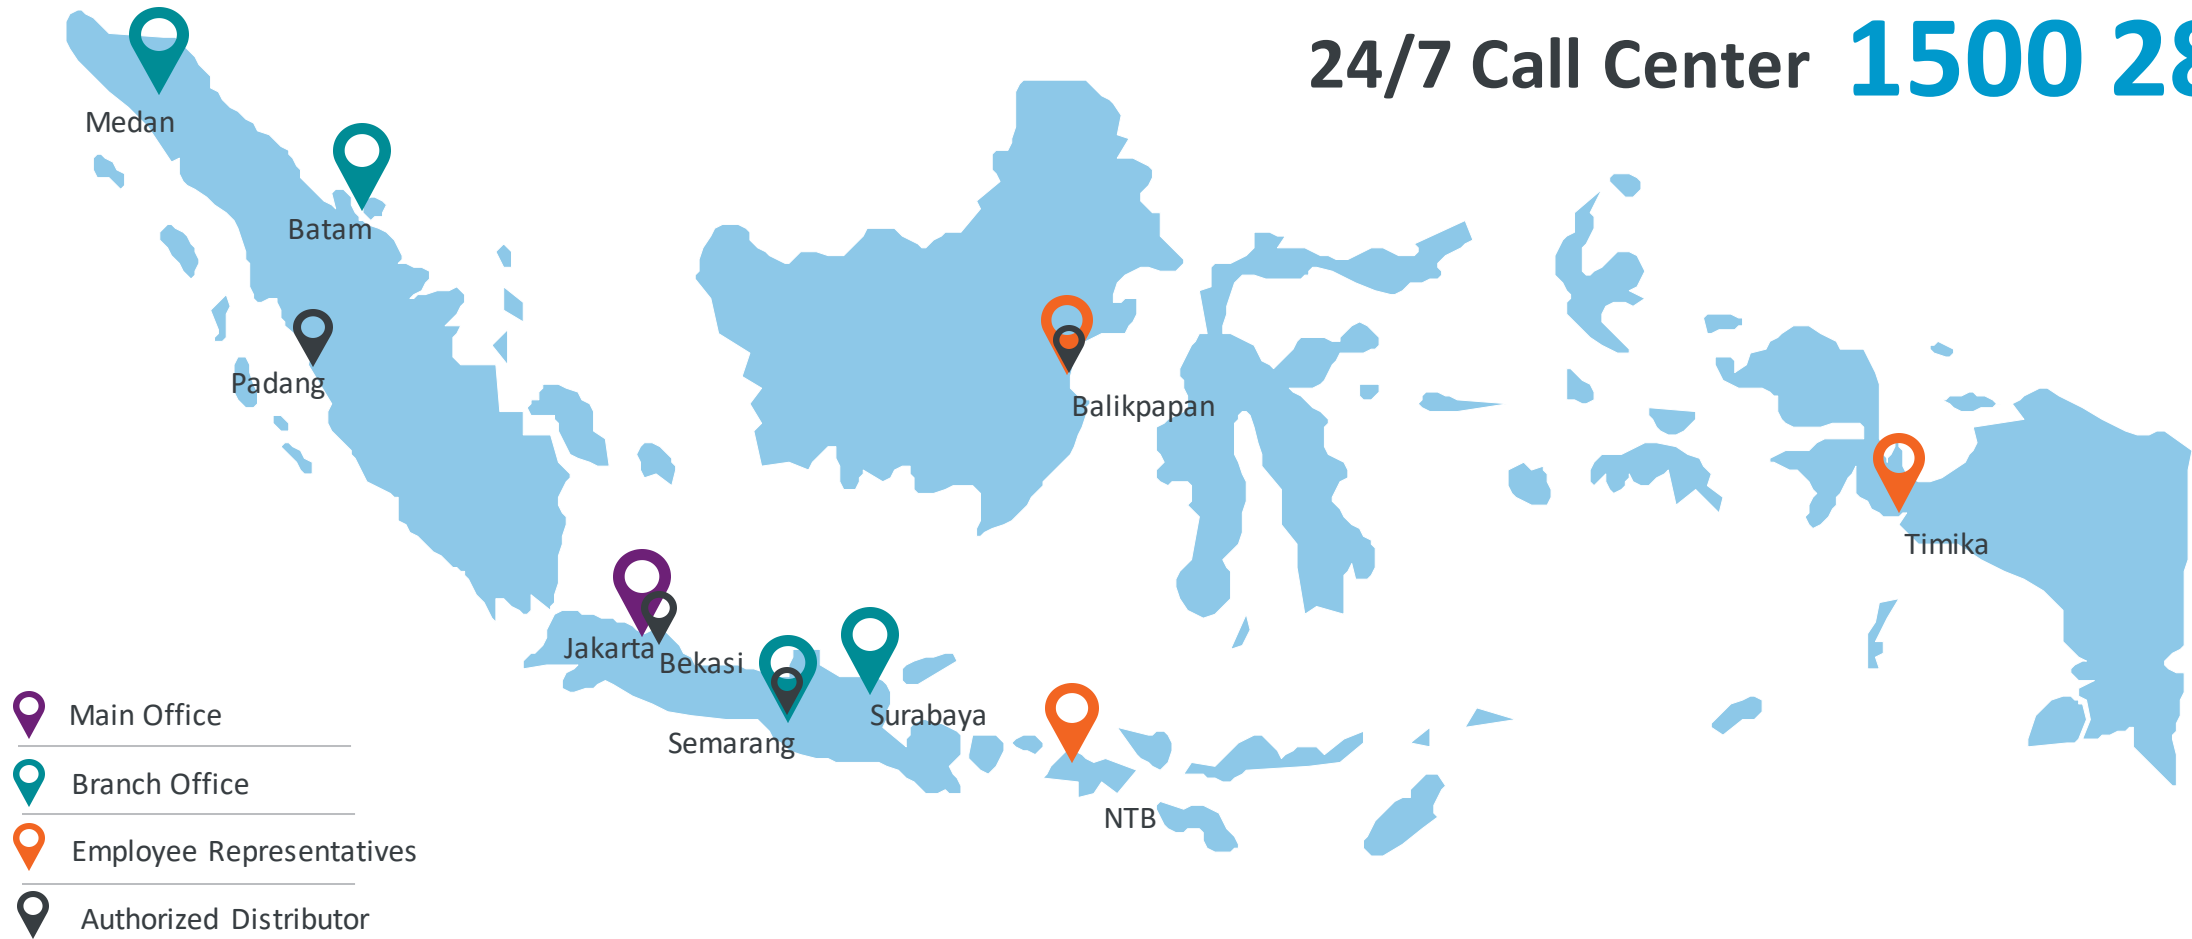 24/7 Call Center 1500 28
Medan
Batam
Padang
Balikpapan
Timika
Jakarta
Bekasi
Surabaya
Semarang
NTB
Main Office
Branch Office
Employee Representatives
Authorized Distributor